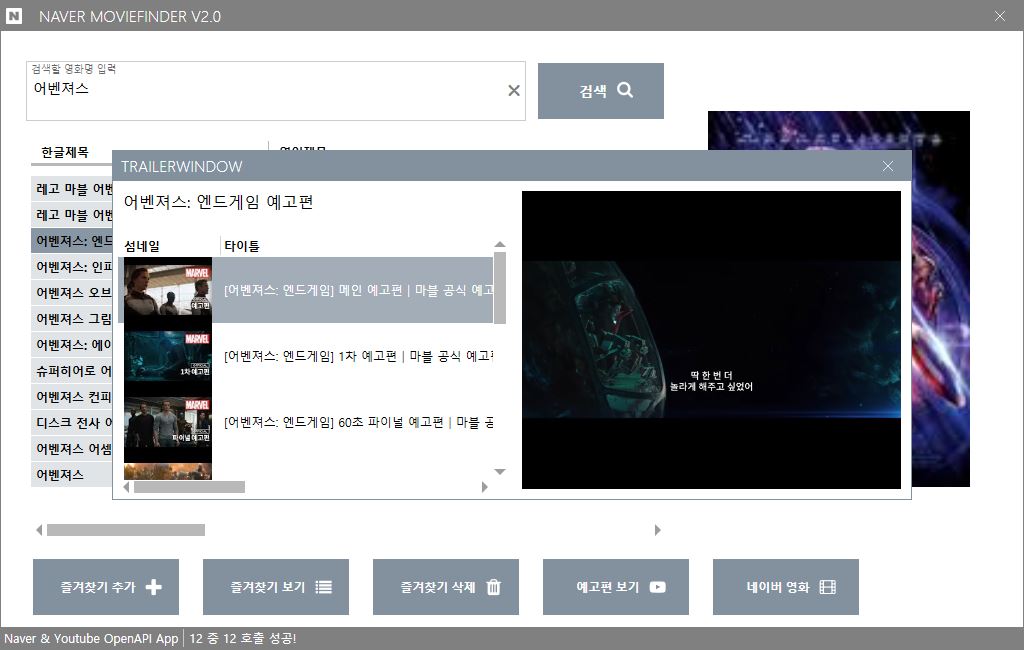 N NAVER MOVIEFINDER V2.0
검색할 영화명 입력
어벤져스
검색
한글제목
영어제목
레고 마블 어벤
레고 마블 어벤
어벤져스: 엔드
어벤져스: 인피
어벤져스 오브
어벤져스 그림
어벤져스: 에이
슈퍼히어로 어
어벤져스 컨피
디스크 전사 어
어벤져스 어셈
어벤져스
TRAILERWINDOW
어벤져스: 엔드게임 예고편
섬네일 타이틀
MARVEL
예고편
[어벤져스: 엔드게임] 메인 예고편 | 마블 공식 예고
MARVEL
1차 예고편
[어벤져스: 엔드게임] 1차 예고편 | 마블 공식 예고편
MARVEL
파이널 예고편
[어벤져스: 엔드게임] 60초 파이널 예고편 | 마블 공
딱 한 번 더
놀라게 해주고 싶었어
즐겨찾기 추가
즐겨찾기 보기
즐겨찾기 삭제
예고편 보기
네이버 영화
Naver & Youtube OpenAPI App | 12 중 12 호출 성공!